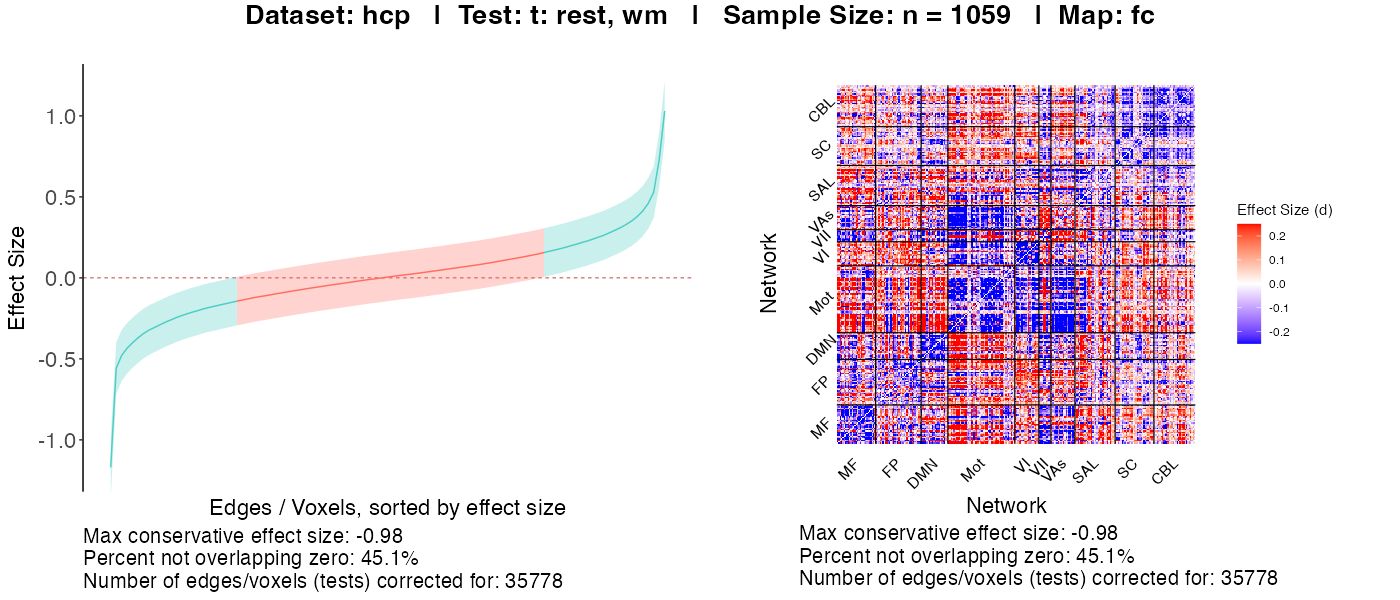 Dataset: hcp | Test: t: rest, wm | Sample Size: n = 1059 | Map: fc
Effect Size
1.0
0.5
0.0
-0.5
-1.0
Edges / Voxels, sorted by effect size
Max conservative effect size: -0.98
Percent not overlapping zero: 45.1%
Number of edges/voxels (tests) corrected for: 35778
Network
CBL
SC
SAL
VAs
VII
VI
Mot
DMN
FP
MF
MF
FP
DMN
Mot
VI
VII
VAs
SAL
SC
CBL
Network
Effect Size (d)
0.2
0.1
0.0
-0.1
-0.2
Max conservative effect size: -0.98
Percent not overlapping zero: 45.1%
Number of edges/voxels (tests) corrected for: 35778